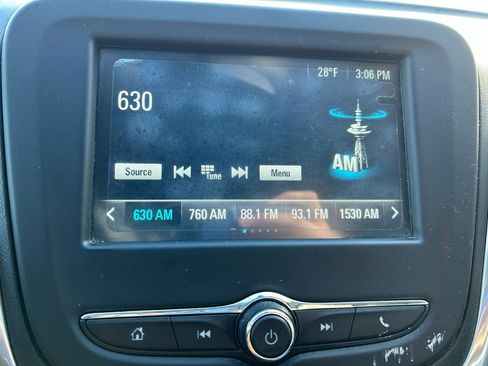 28°F 3:06 PM
630
AM
Source Tune Menu
630 AM 760 AM 88.1 FM 93.1 FM 1530 AM